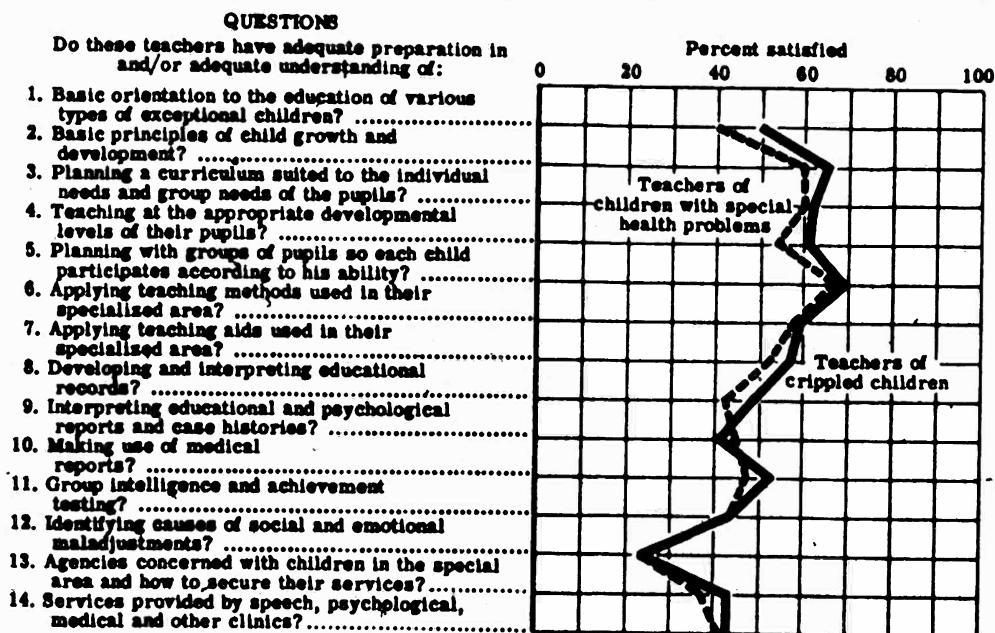 QUESTIONS
Do these teachers have adequate preparation in
and/or adequate understanding of:
Percent satisfied
0 20 40 60 80 100
1. Basic orientation to the education of various
types of exceptional children? ..............................
2. Basic principles of child growth and
development? ..............................
3. Planning a curriculum suited to the individual
needs and group needs of the pupils? ..............................
4. Teaching at the appropriate developmental
levels of their pupils? ..............................
5. Planning with groups of pupils so each child
participates according to his ability? ..............................
6. Applying teaching methods used in their
specialized area? ..............................
7. Applying teaching aids used in their
specialized area? ..............................
8. Developing and interpreting educational
records? ..............................
9. Interpreting educational and psychological
reports and case histories? ..............................
10. Making use of medical
reports? ..............................
11. Group intelligence and achievement
testing? ..............................
12. Identifying causes of social and emotional
maladjustments? ..............................
13. Agencies concerned with children in the special
area and how to secure their services? ..............................
14. Services provided by speech, psychological,
medical and other clinics? ..............................
Teachers of
children with special
health problems
Teachers of
crippled children